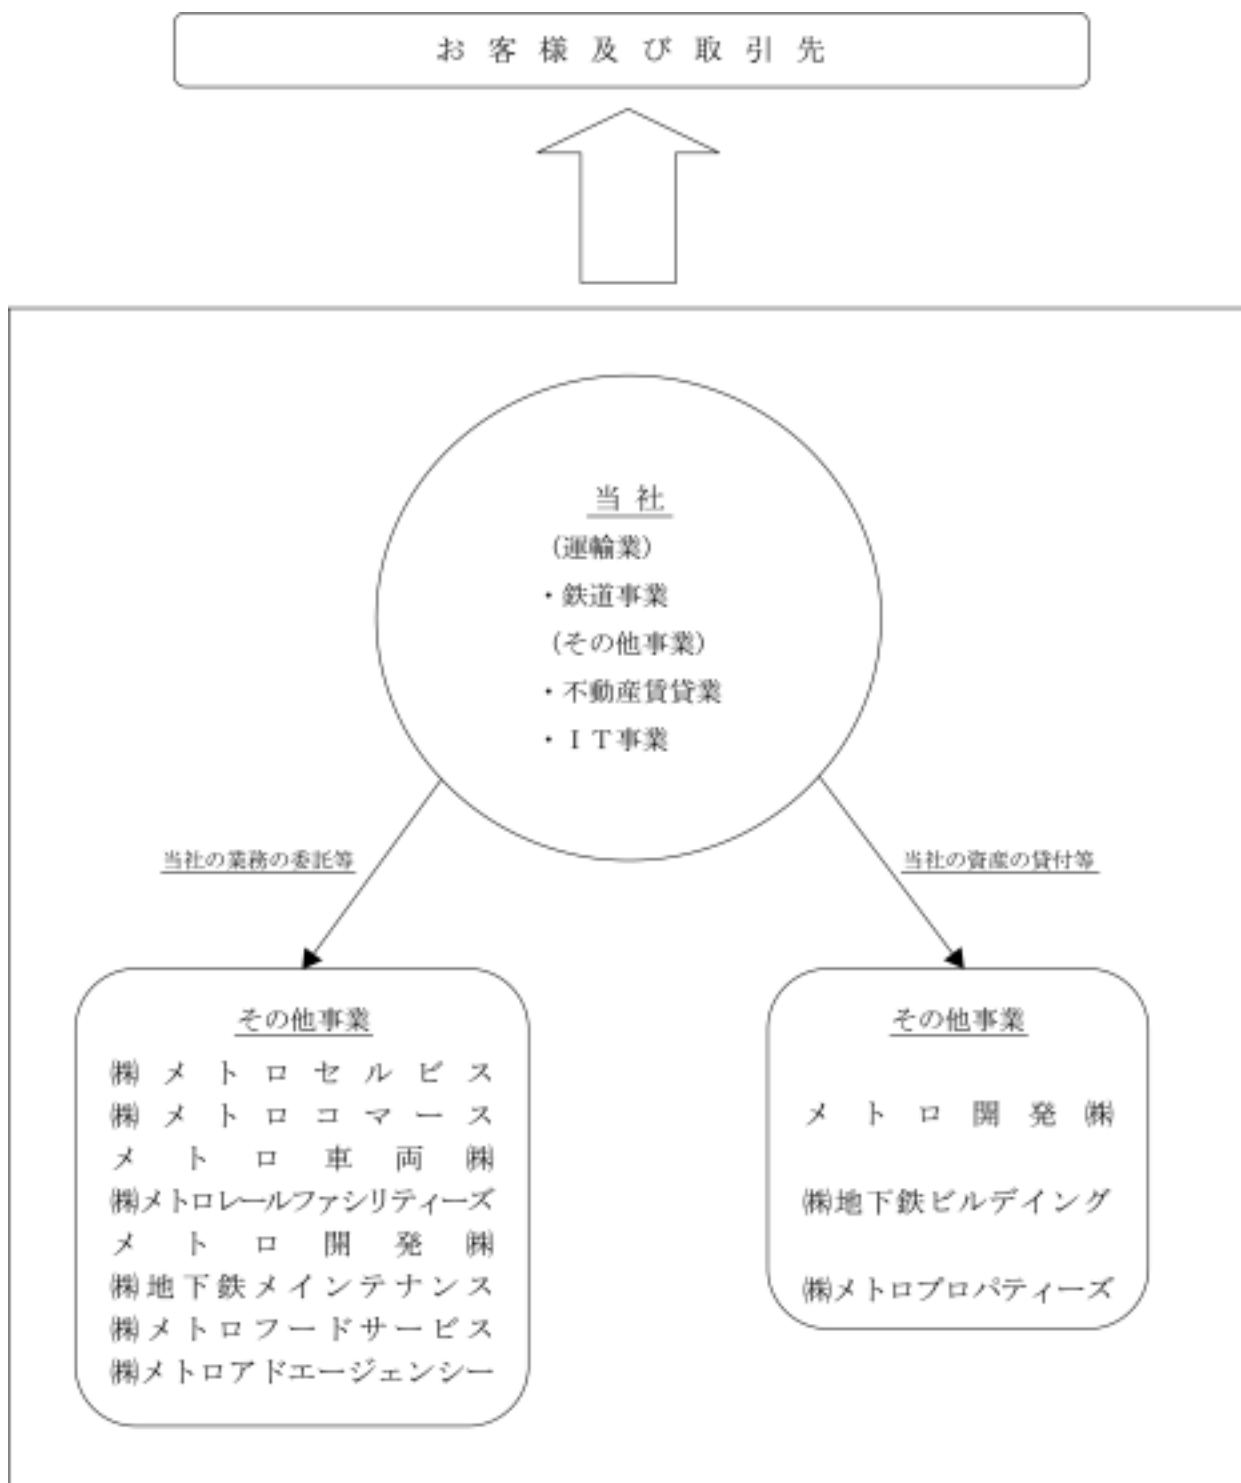 お客様及び取引先
当社
(運輸業)
・鉄道事業
(その他事業)
・不動産賃貸業
・ＩＴ事業
当社の業務の委託等
当社の資産の貸付等
その他事業
㈱メトロセルビス
㈱メトロコマース
メトロ車両㈱
㈱メトロレールファシリティーズ
メトロ開発㈱
㈱地下鉄メインテナンス
㈱メトロフードサービス
㈱メトロアドエージェンシー
その他事業
メトロ開発㈱
㈱地下鉄ビルデイング
㈱メトロプロパティーズ